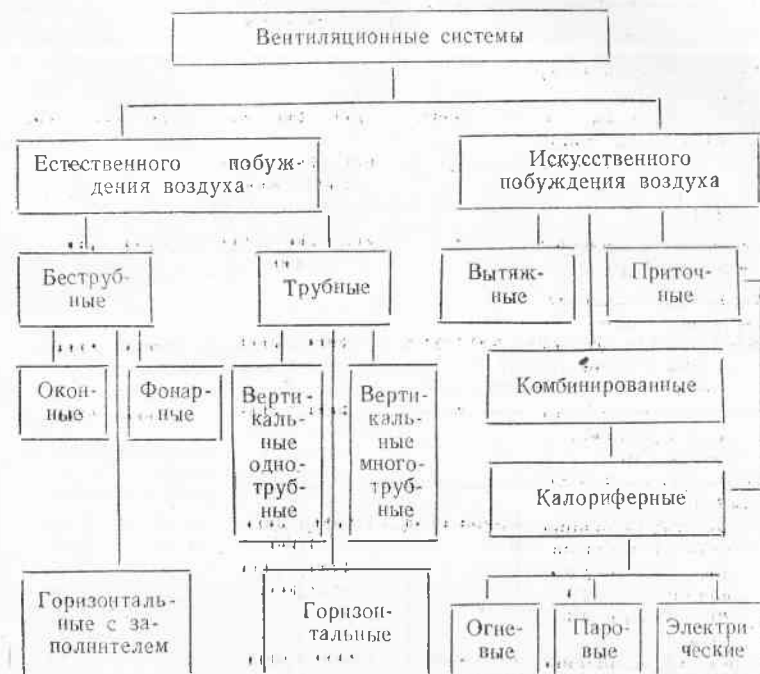 Вентиляционные системы
Естественного побуж-
дения воздуха
Искусственного
побуждения воздуха
Беструб-
ные
Трубные
Вытяж-
ные
Приточ-
ные
Окон-
ные
Фонар-
ные
Верти-
каль-
ные
одно-
труб-
ные
Верти-
каль-
ные
много-
труб-
ные
Комбинированные
Калориферные
Горизонталь-
ные с за-
полнителем
Горизон-
тальные
Огне-
вые
Паро-
вые
Электри-
ческие